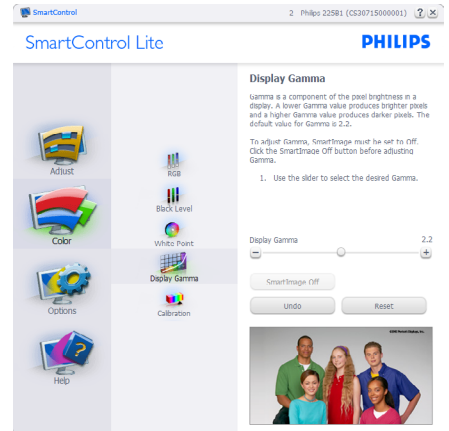 SmartControl
2 Philips 225B1 (CS30715000001)
SmartControl Lite
PHILIPS
Adjust
Color
Options
Help
RGB
Black Level
White Point
Display Gamma
Calibration
Display Gamma
Gamma is a component of the pixel brightness in a
display. A lower Gamma value produces brighter pixels
and a higher Gamma value produces darker pixels. The
default value for Gamma is 2.2.
To adjust Gamma, SmartImage must be set to Off.
Click the SmartImage Off button before adjusting
Gamma.
1. Use the slider to select the desired Gamma.
Display Gamma 2.2
SmartImage Off
Undo Reset